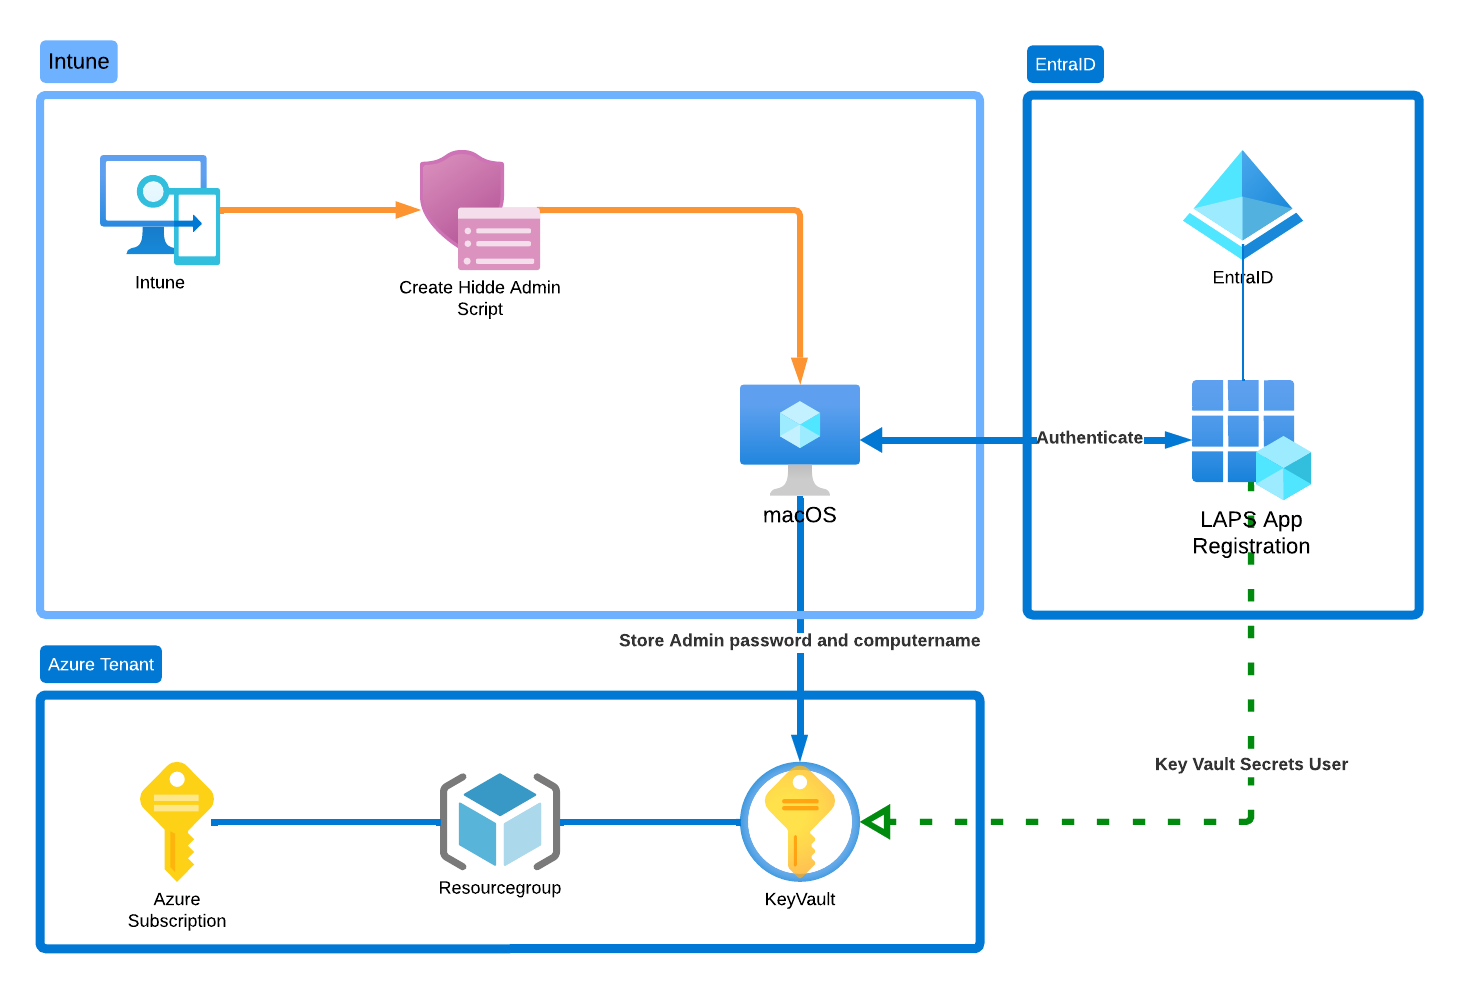 Intune
EntraID
Intune
Create Hidde Admin
Script
EntraID
macOS
Authenticate
LAPS App
Registration
Store Admin password and computername
Azure Tenant
Key Vault Secrets User
Azure
Subscription
Resourcegroup
KeyVault